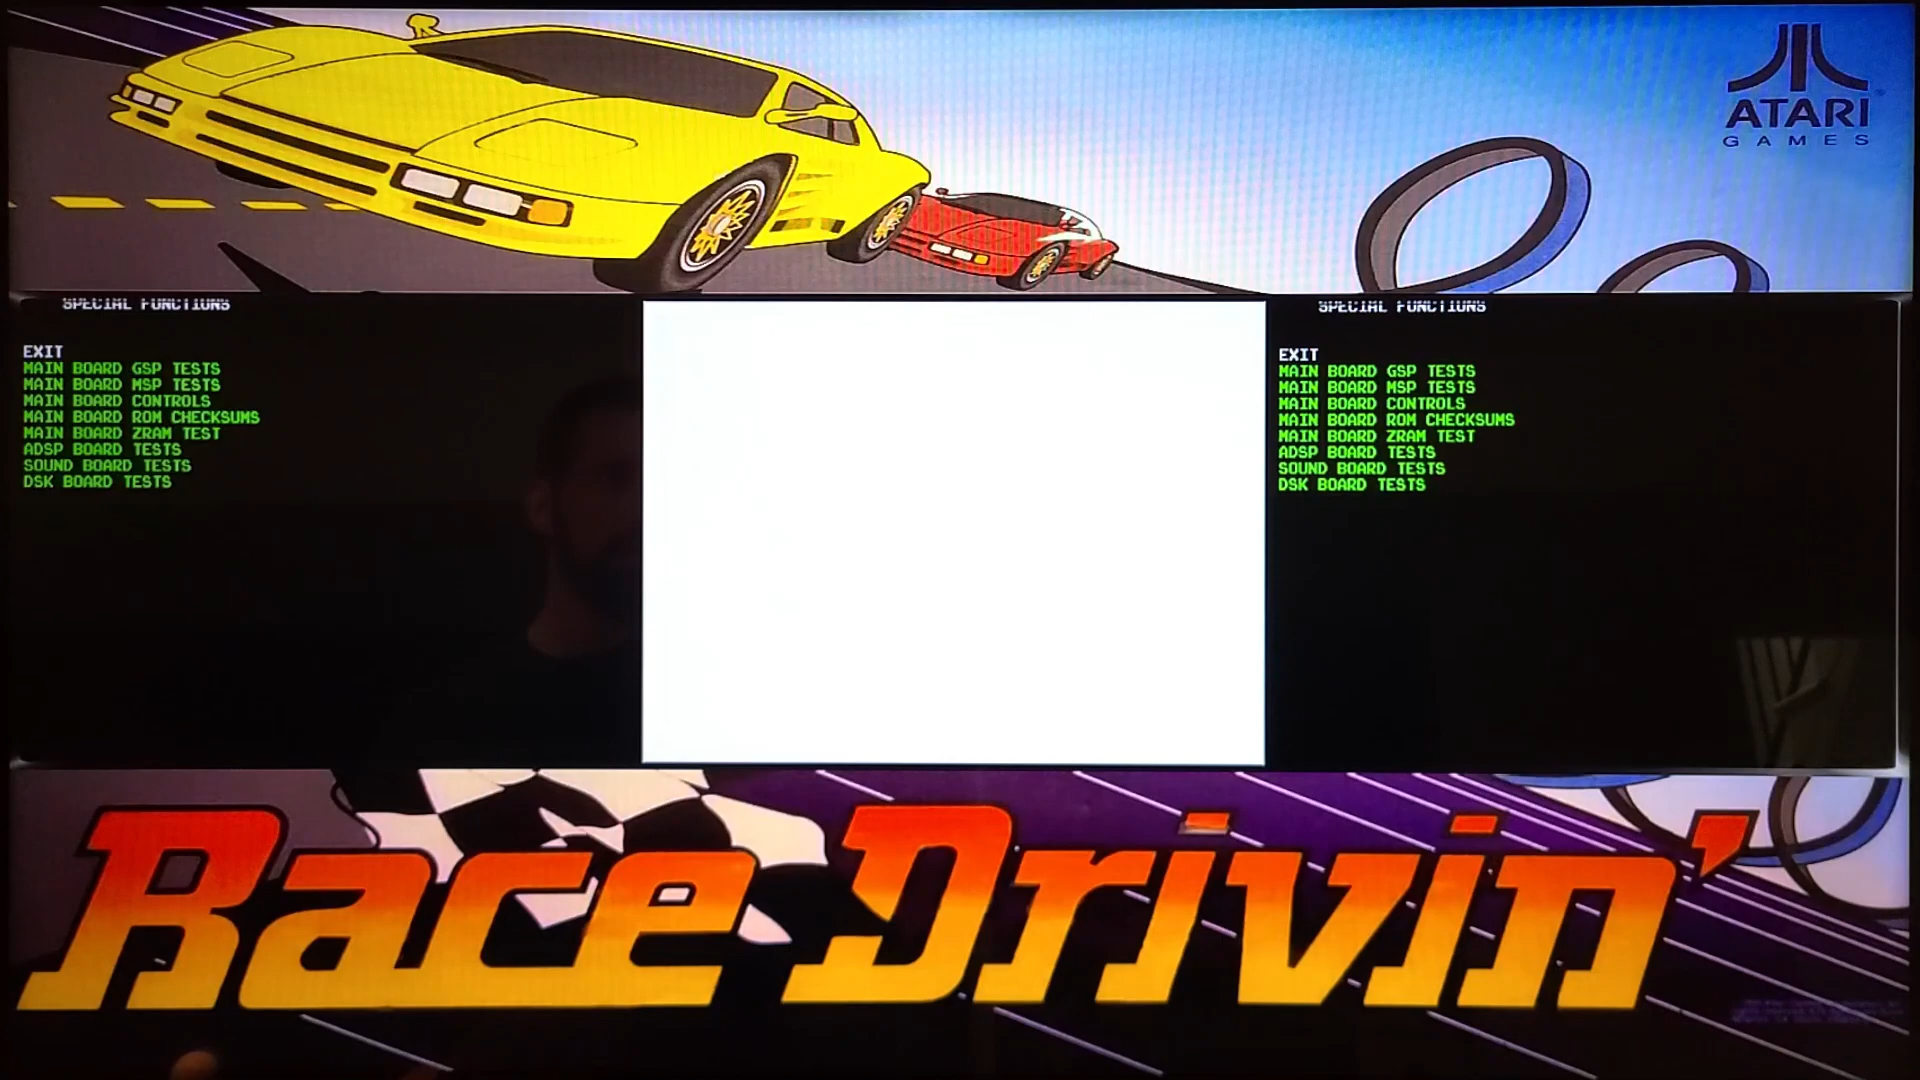 ATARI
GAMES
SPECIAL FUNCTIONS
EXIT
MAIN BOARD GSP TESTS
MAIN BOARD MSP TESTS
MAIN BOARD CONTROLS
MAIN BOARD ROM CHECKSUMS
MAIN BOARD ZRAM TEST
ADSP BOARD TESTS
SOUND BOARD TESTS
DSK BOARD TESTS
SPECIAL FUNCTIONS
EXIT
MAIN BOARD GSP TESTS
MAIN BOARD MSP TESTS
MAIN BOARD CONTROLS
MAIN BOARD ROM CHECKSUMS
MAIN BOARD ZRAM TEST
ADSP BOARD TESTS
SOUND BOARD TESTS
DSK BOARD TESTS
Race Drivin'